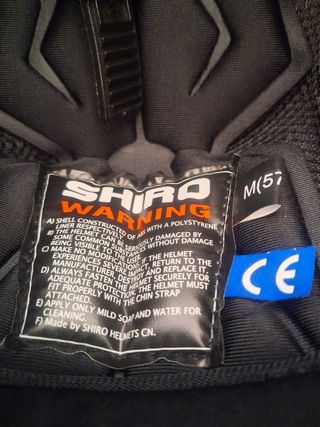 SHIRO
WARNING
A) SHELL CONSTRUCTED OF ABS WITH A POLYSTYRENE
LINER RESPECTIVELY.
B) THE HELMET CAN BE SERIOUSLY DAMAGED BY
SOME COMMON SUBSTANCES WITHOUT DAMAGE
BEING VISIBLE TO THE USER. IF THE HELMET
EXPERIENCES A SEVERE BLOW, RETURN TO THE
MANUFACTURER, OR DESTROY AND REPLACE IT.
C) MAKE NO MODIFICATIONS.
D) ALWAYS FASTEN THE HELMET SECURELY FOR
ADEQUATE PROTECTION. THE HELMET MUST
FIT PROPERLY WITH THE CHIN STRAP
ATTACHED.
E) APPLY ONLY MILD SOAP AND WATER FOR
CLEANING.
F) Made by SHIRO HELMETS CN.
M(57
CE